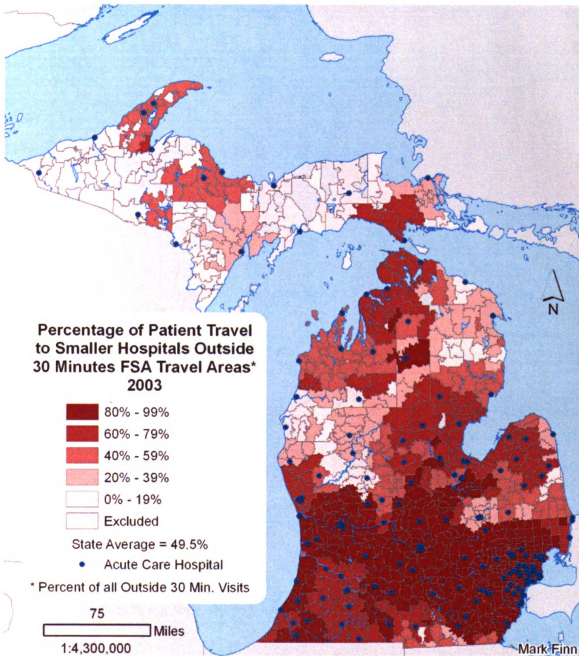 N
Percentage of Patient Travel
to Smaller Hospitals Outside
30 Minutes FSA Travel Areas*
2003
80% - 99%
60% - 79%
40% - 59%
20% - 39%
0% - 19%
Excluded
State Average = 49.5%
Acute Care Hospital
* Percent of all Outside 30 Min. Visits
75
Miles
1:4,300,000
Mark Finn